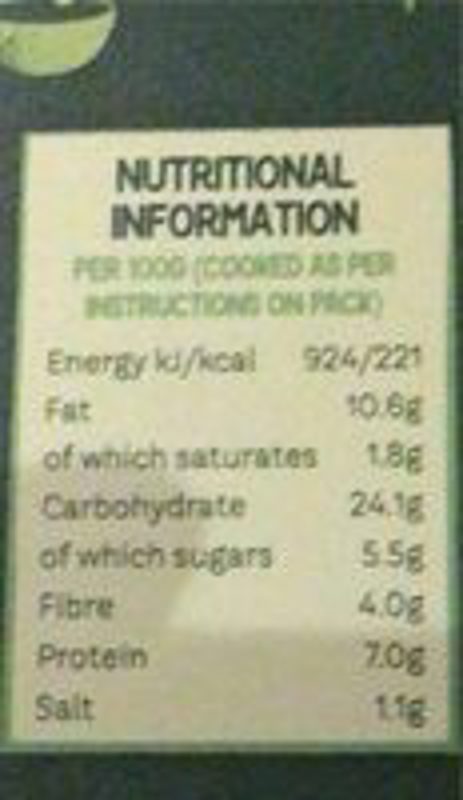 NUTRITIONAL
INFORMATION
PER 100G (COOKED AS PER
INSTRUCTIONS ON PACK)
Energy kJ/kcal 924/221
Fat 10.6g
of which saturates 1.8g
Carbohydrate 24.1g
of which sugars 5.5g
Fibre 4.0g
Protein 7.0g
Salt 1.1g